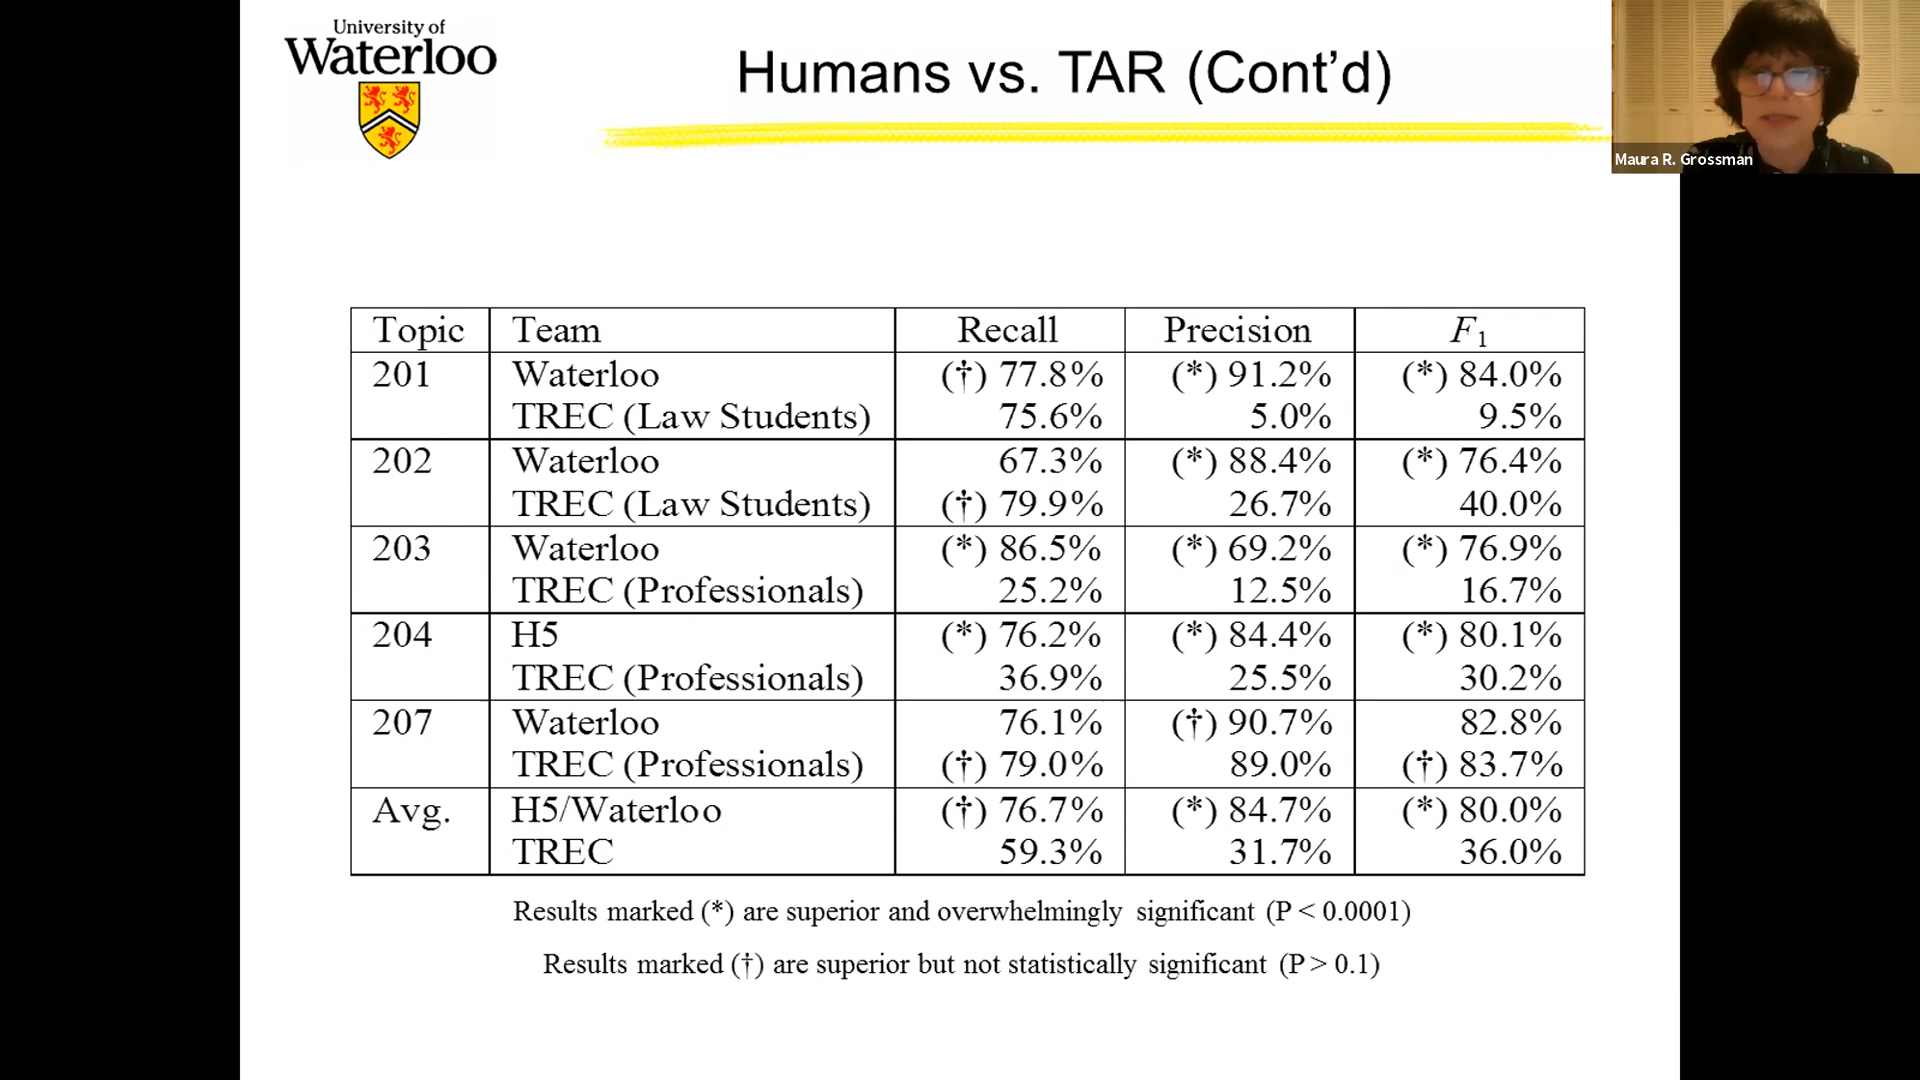 University of
Waterloo
Humans vs. TAR (Cont’d)
Maura R. Grossman
Topic Team Recall Precision F1
201 Waterloo (†) 77.8% (*) 91.2% (*) 84.0%
TREC (Law Students) 75.6% 5.0% 9.5%
202 Waterloo 67.3% (*) 88.4% (*) 76.4%
TREC (Law Students) (†) 79.9% 26.7% 40.0%
203 Waterloo (*) 86.5% (*) 69.2% (*) 76.9%
TREC (Professionals) 25.2% 12.5% 16.7%
204 H5 (*) 76.2% (*) 84.4% (*) 80.1%
TREC (Professionals) 36.9% 25.5% 30.2%
207 Waterloo 76.1% (†) 90.7% 82.8%
TREC (Professionals) (†) 79.0% 89.0% (†) 83.7%
Avg. H5/Waterloo (†) 76.7% (*) 84.7% (*) 80.0%
TREC 59.3% 31.7% 36.0%
Results marked (*) are superior and overwhelmingly significant (P < 0.0001)
Results marked (†) are superior but not statistically significant (P > 0.1)